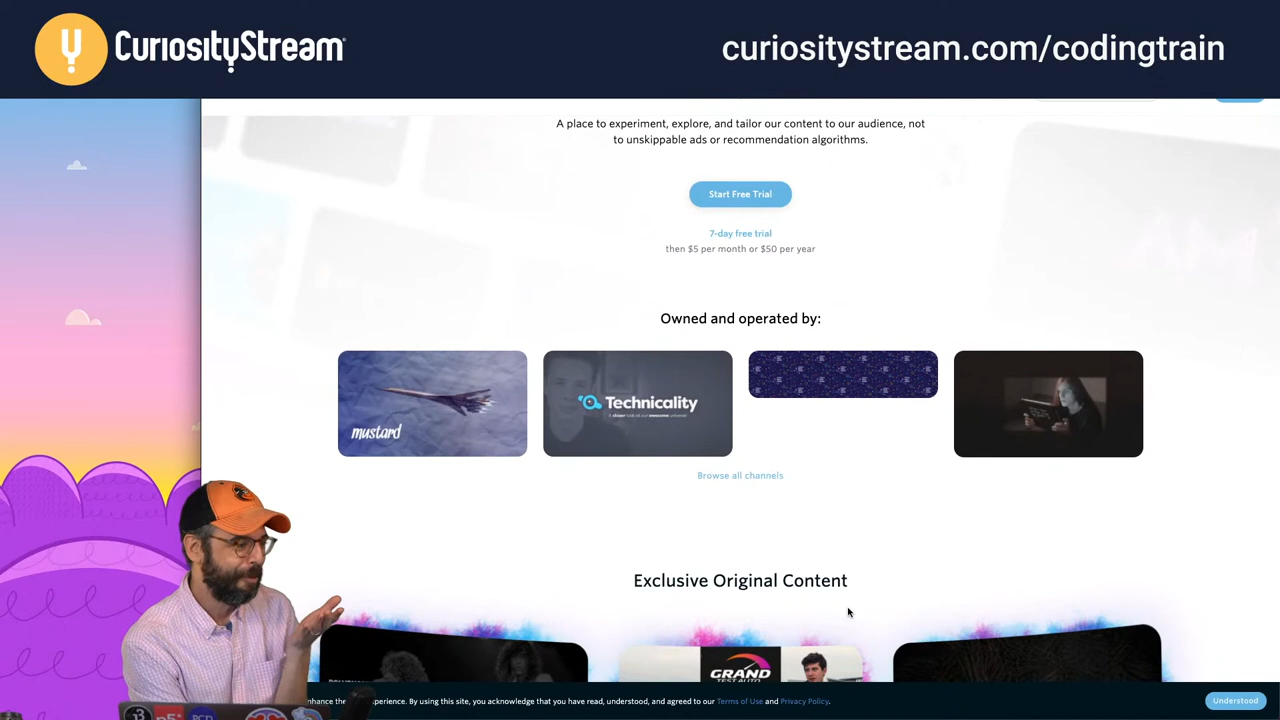 CURIOSITYSTREAM
curiositystream.com/codingtrain
A place to experiment, explore, and tailor our content to our audience, not
to unskippable ads or recommendation algorithms.
Start Free Trial
7-day free trial
then $5 per month or $50 per year
Owned and operated by:
mustard
Technicality
Browse all channels
Exclusive Original Content
GRAND
TEST AUTO
experience. By using this site, you acknowledge that you have read, understood, and agreed to our Terms of Use and Privacy Policy.
Understood